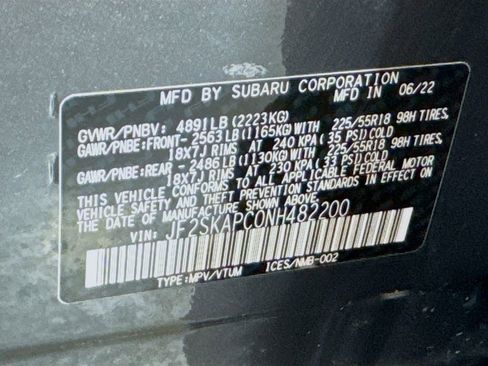 MFD BY SUBARU CORPORATION 06/22
GVWR/PNBV: 4891LB(2223KG)
GAWR/PNBE:FRONT-2563LB(1165KG)WITH 225/55R18 98H TIRES,
18X7J RIMS AT 240 KPA(35 PSI)COLD
GAWR/PNBE:REAR -2486LB(1130KG)WITH 225/55R18 98H TIRES,
18X7J RIMS AT 230 KPA(33 PSI)COLD
THIS VEHICLE CONFORMS TO ALL APPLICABLE FEDERAL MOTOR
VEHICLE SAFETY AND THEFT PREVENTION STANDARDS IN EFFECT ON
THE DATE OF MANUFACTURE SHOWN ABOVE.
VIN: JF2SKAPC0NH482200
TYPE:MPV/VTUM ICES/NMB-002